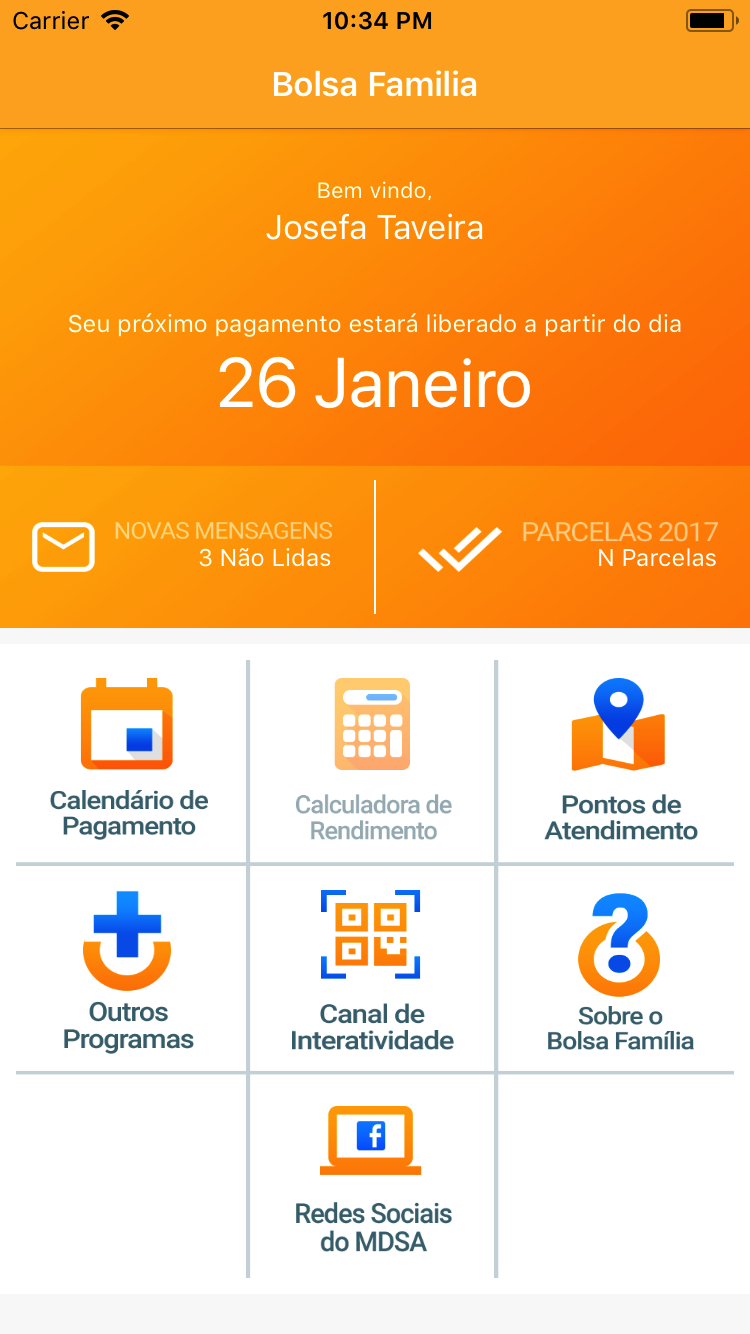 Carrier 10:34 PM
Bolsa Familia
Bem vindo,
Josefa Taveira
Seu próximo pagamento estará liberado a partir do dia
26 Janeiro
NOVAS MENSAGENS
3 Não Lidas
PARCELAS 2017
N Parcelas
Calendário de
Pagamento
Calculadora de
Rendimento
Pontos de
Atendimento
Outros
Programas
Canal de
Interatividade
Sobre o
Bolsa Família
Redes Sociais
do MDSA